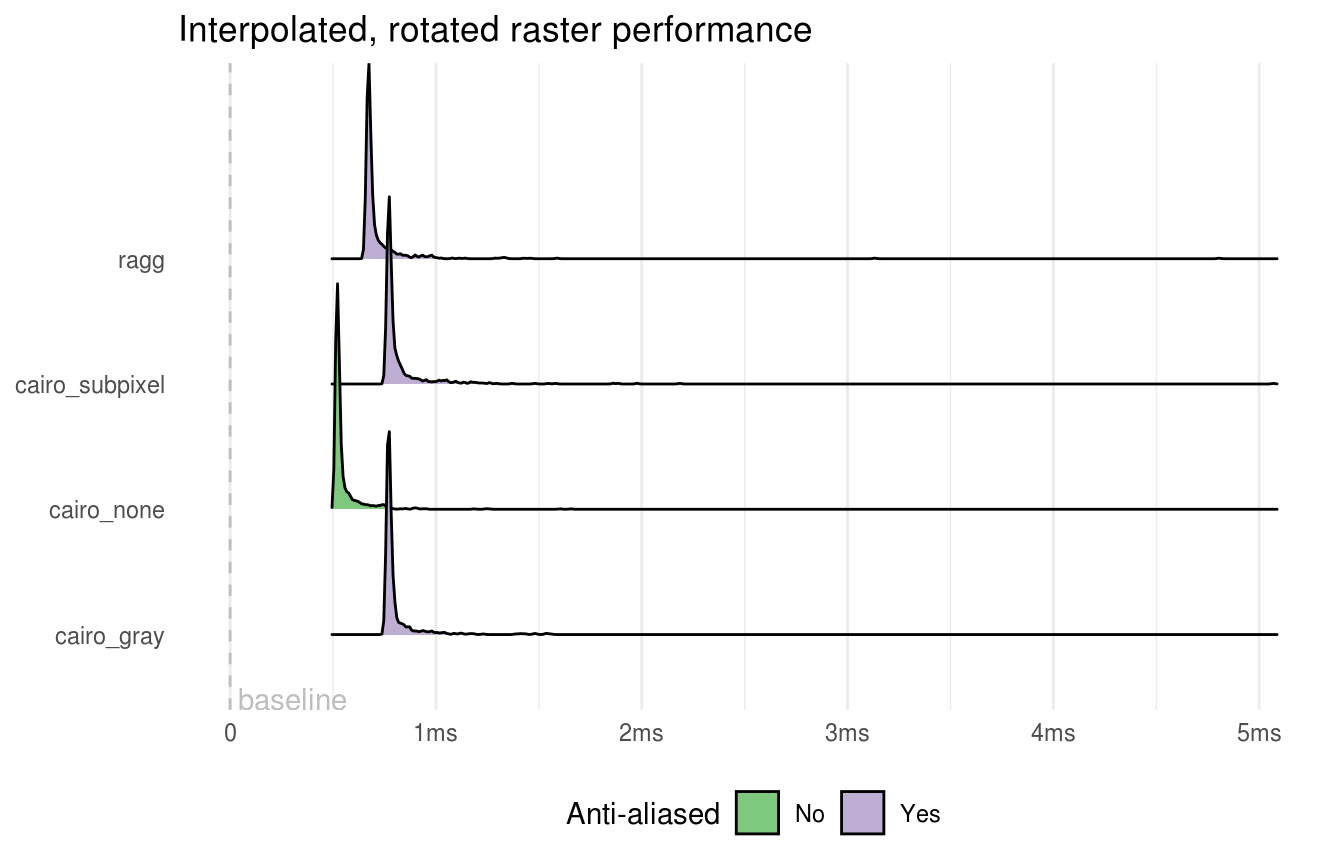 Interpolated, rotated raster performance
ragg
cairo_subpixel
cairo_none
cairo_gray
baseline
0 1ms 2ms 3ms 4ms 5ms
Anti-aliased No Yes